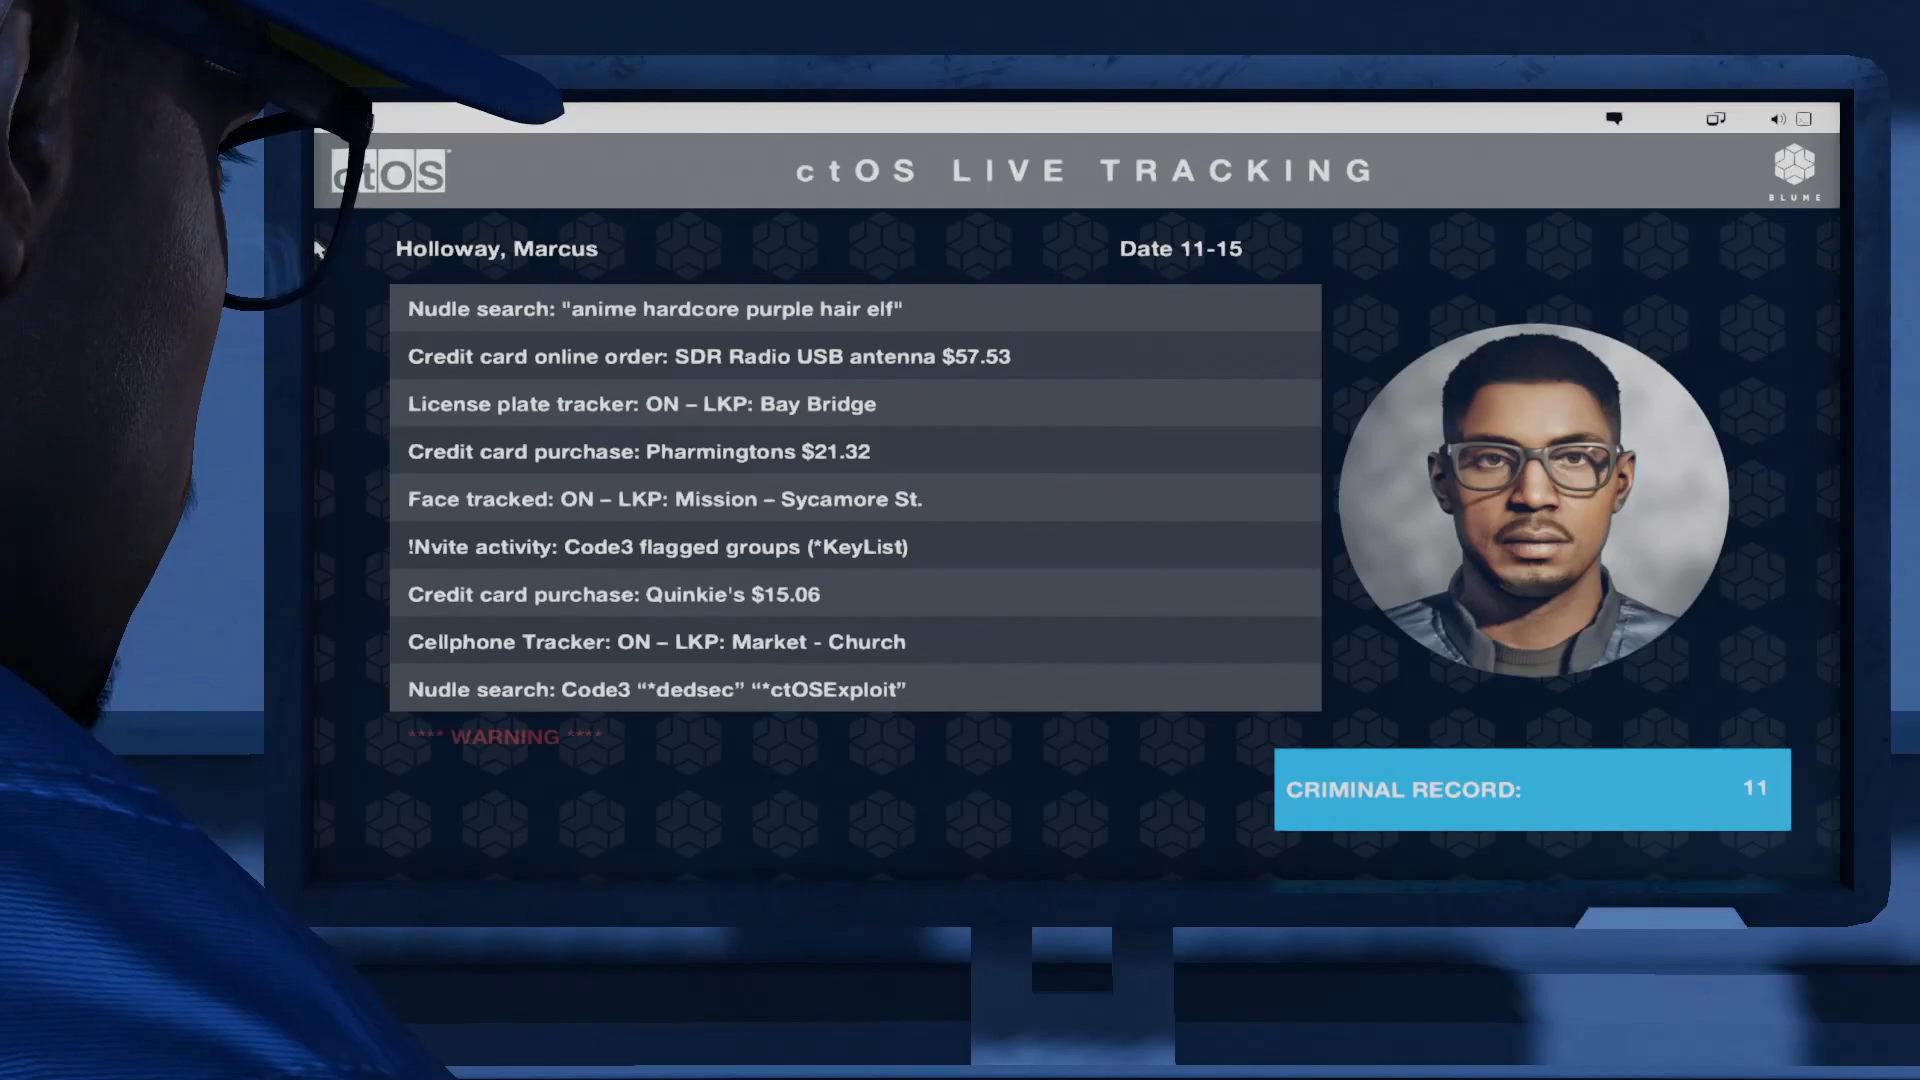 ctOS
ctOS LIVE TRACKING
BLUME
Holloway, Marcus
Date 11-15
Nudle search: "anime hardcore purple hair elf"
Credit card online order: SDR Radio USB antenna $57.53
License plate tracker: ON – LKP: Bay Bridge
Credit card purchase: Pharmingtons $21.32
Face tracked: ON – LKP: Mission – Sycamore St.
!Nvite activity: Code3 flagged groups (*KeyList)
Credit card purchase: Quinkie's $15.06
Cellphone Tracker: ON – LKP: Market - Church
Nudle search: Code3 “*dedsec” “*ctOSExploit”
**** WARNING ****
CRIMINAL RECORD: 11